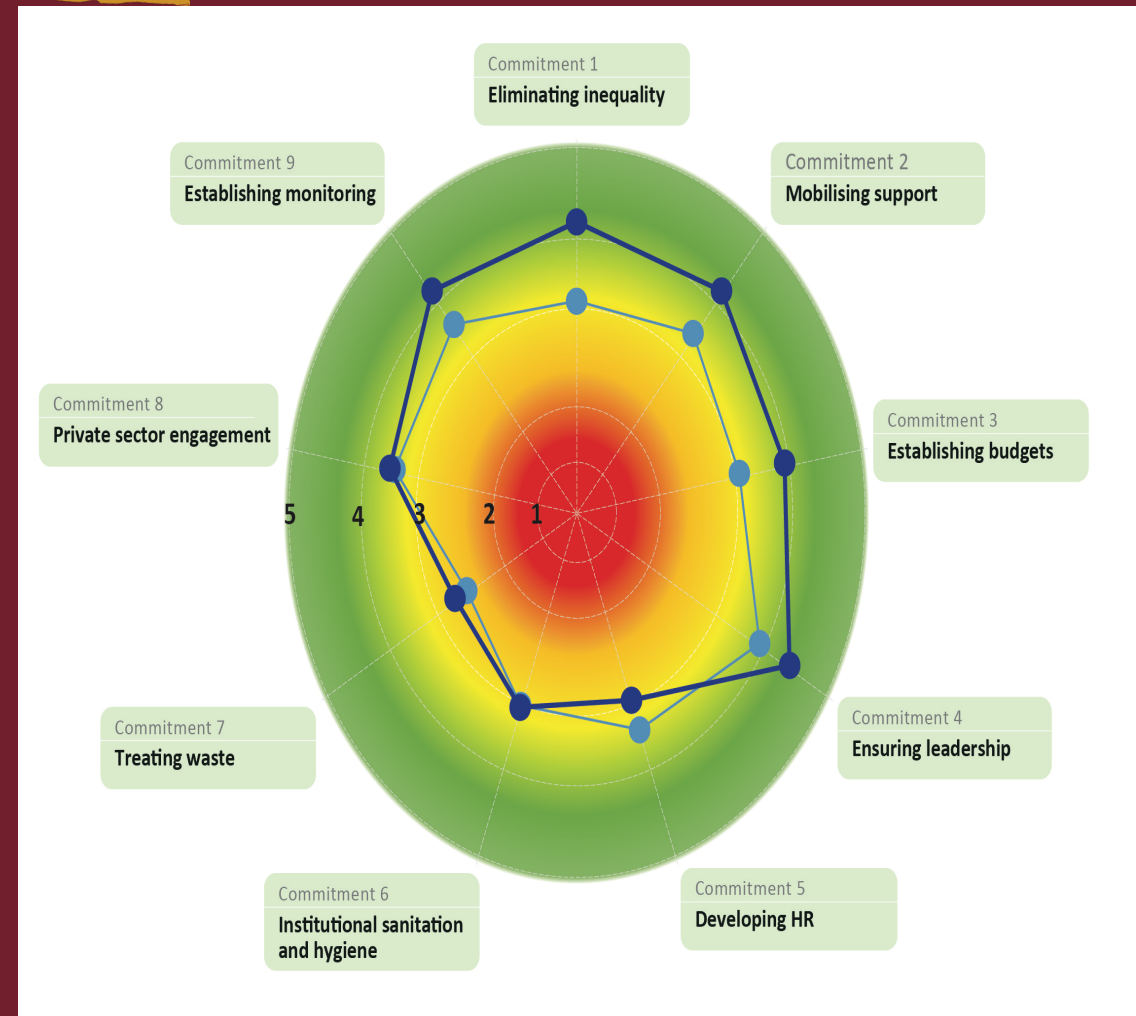 Commitment 1
Eliminating inequality
Commitment 9
Establishing monitoring
Commitment 2
Mobilising support
Commitment 8
Private sector engagement
Commitment 3
Establishing budgets
5 4 3 2 1
Commitment 7
Treating waste
Commitment 4
Ensuring leadership
Commitment 6
Institutional sanitation
and hygiene
Commitment 5
Developing HR